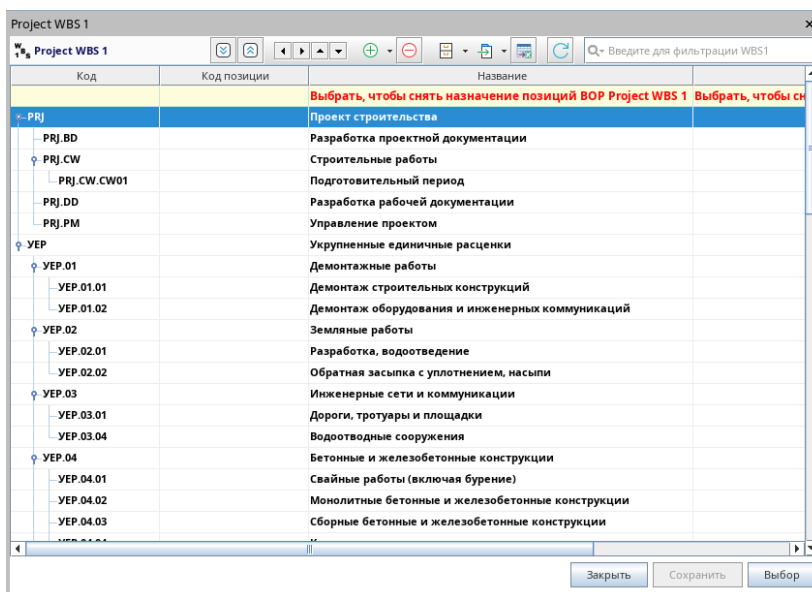 Project WBS 1
Project WBS 1 Введите для фильтрации WBS1
Код Код позиции Название
Выбрать, чтобы снять назначение позиций BOP Project WBS 1 Выбрать, чтобы сн
PRJ Проект строительства
PRJ.BD Разработка проектной документации
PRJ.CW Строительные работы
PRJ.CW.CW01 Подготовительный период
PRJ.DD Разработка рабочей документации
PRJ.PM Управление проектом
УЕР Укрупненные единичные расценки
УЕР.01 Демонтажные работы
УЕР.01.01 Демонтаж строительных конструкций
УЕР.01.02 Демонтаж оборудования и инженерных коммуникаций
УЕР.02 Земляные работы
УЕР.02.01 Разработка, водоотведение
УЕР.02.02 Обратная засыпка с уплотнением, насыпи
УЕР.03 Инженерные сети и коммуникации
УЕР.03.01 Дороги, тротуары и площадки
УЕР.03.04 Водоотводные сооружения
УЕР.04 Бетонные и железобетонные конструкции
УЕР.04.01 Свайные работы (включая бурение)
УЕР.04.02 Монолитные бетонные и железобетонные конструкции
УЕР.04.03 Сборные бетонные и железобетонные конструкции
Закрыть Сохранить Выбор